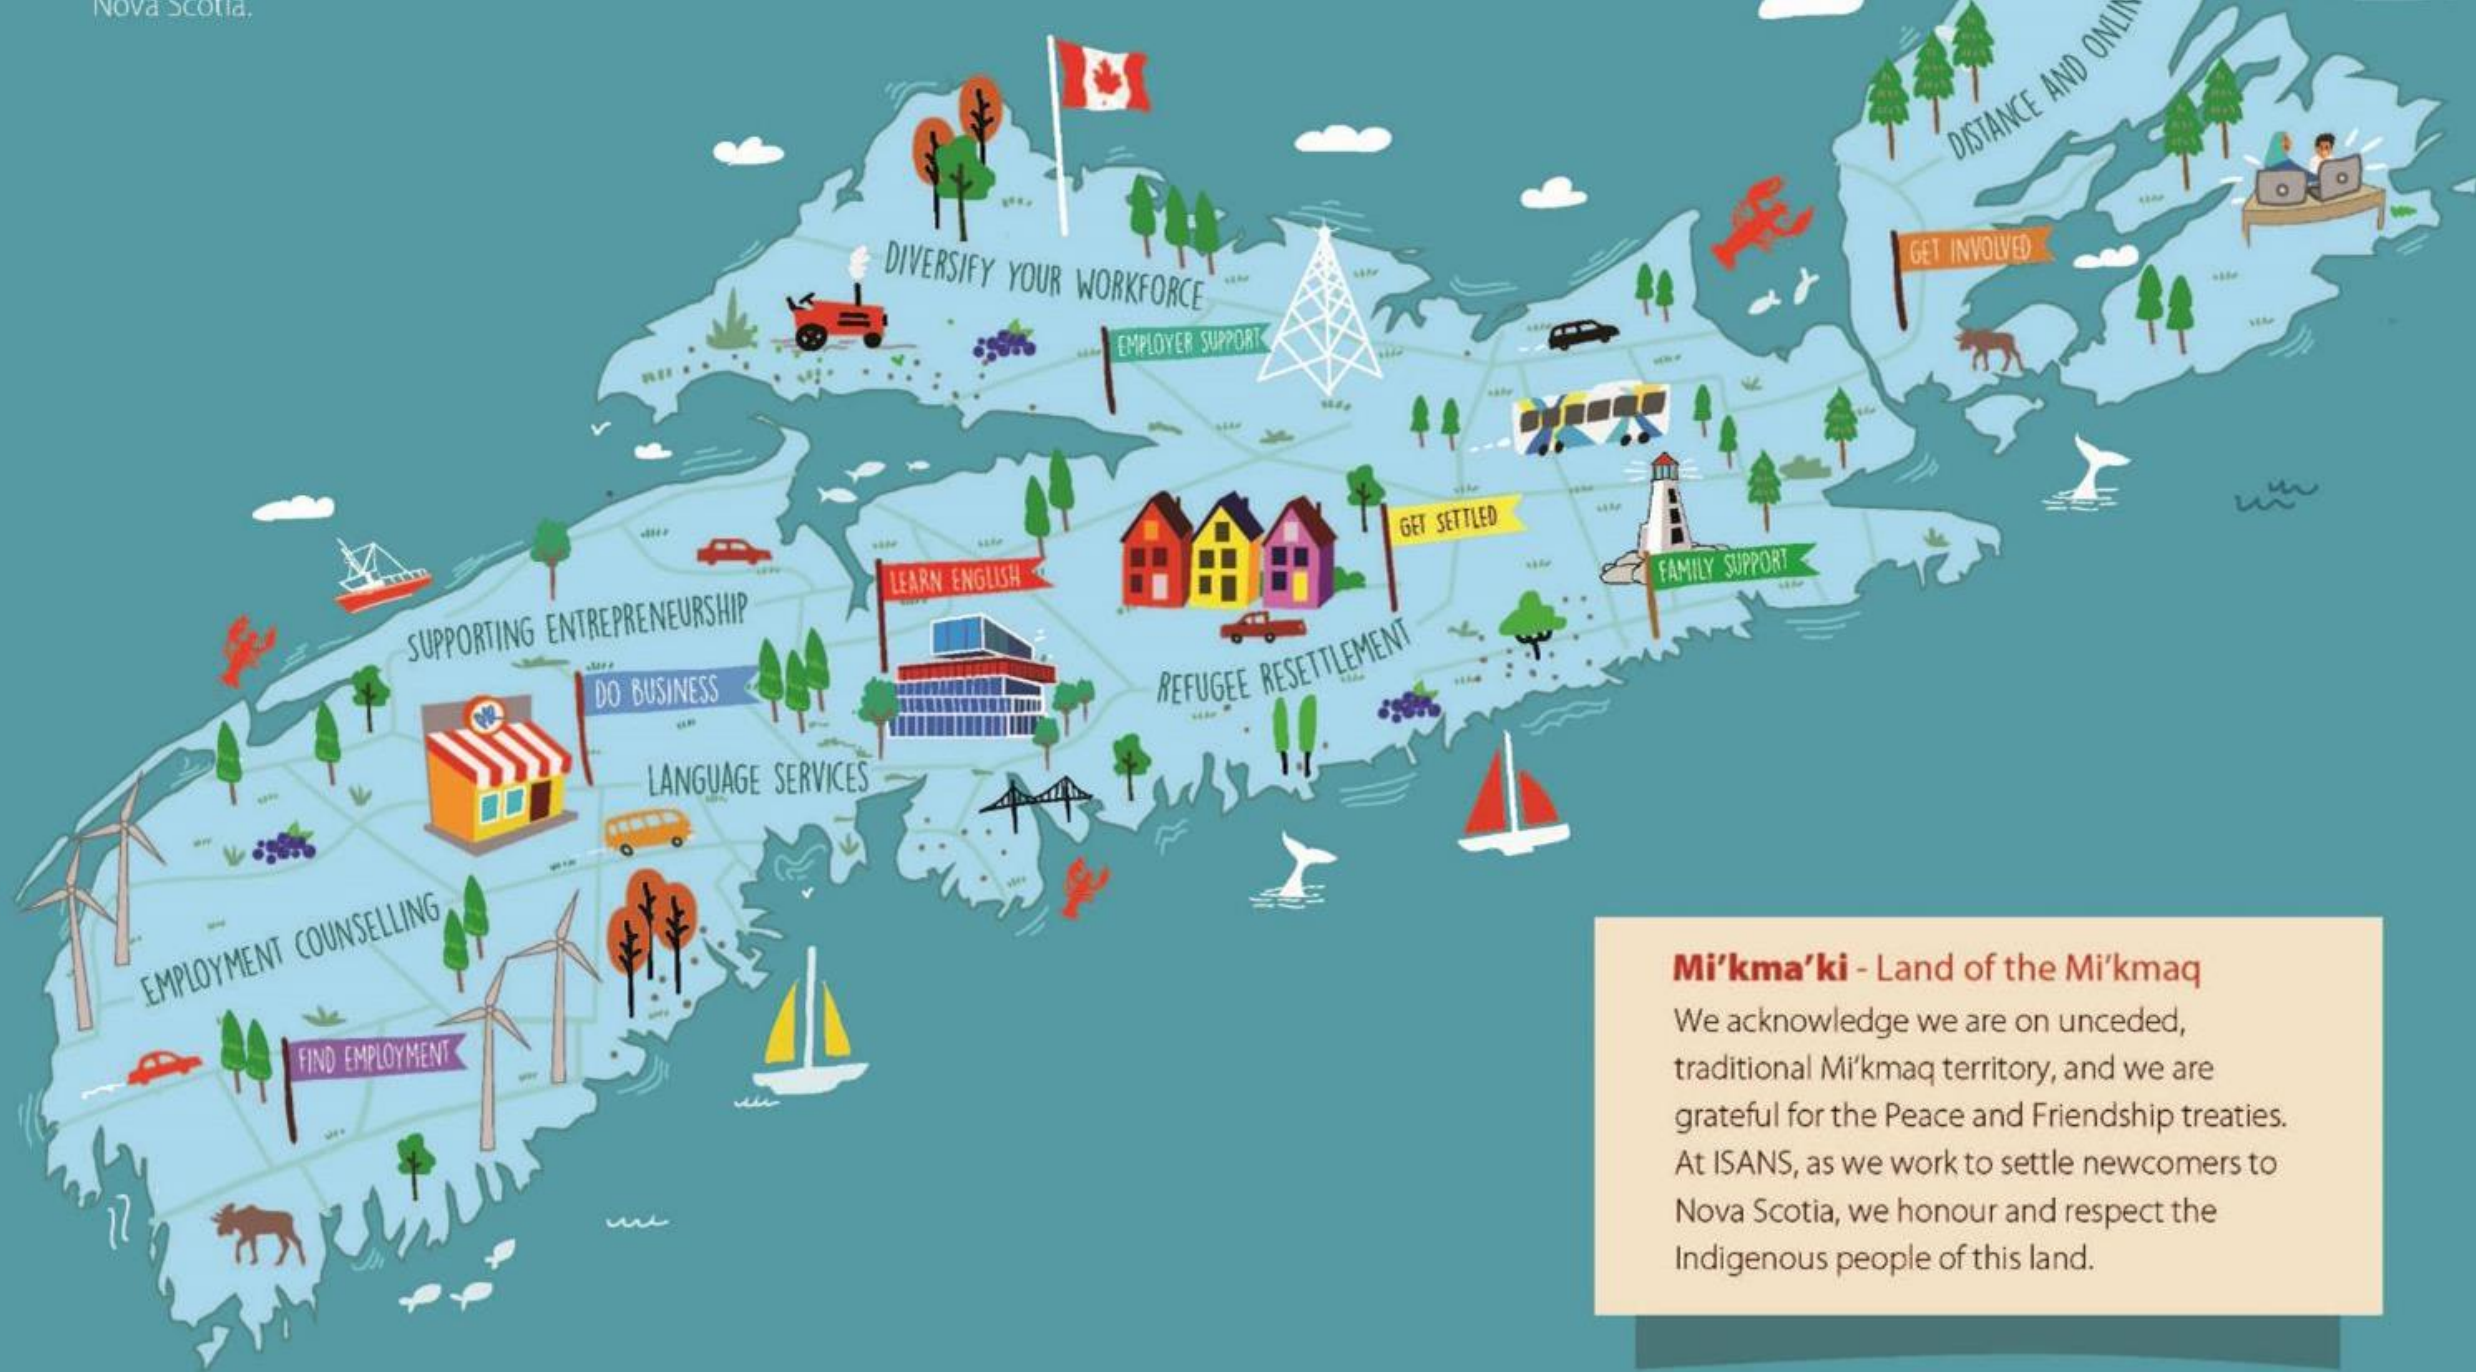 Nova Scotia.
DISTANCE AND
DIVERSIFY YOUR WORKFORCE
GET INVOLVED
EMPLOYER SUPPORT
GET SETTLED
LEARN ENGLISH
FAMILY SUPPORT
SUPPORTING ENTREPRENEURSHIP
DO BUSINESS
REFUGEE RESETTLEMENT
LANGUAGE SERVICES
EMPLOYMENT COUNSELLING
FIND EMPLOYMENT
Mi'kma'ki - Land of the Mi'kmaq
We acknowledge we are on unceded,
traditional Mi'kmaq territory, and we are
grateful for the Peace and Friendship treaties.
At ISANS, as we work to settle newcomers to
Nova Scotia, we honour and respect the
Indigenous people of this land.